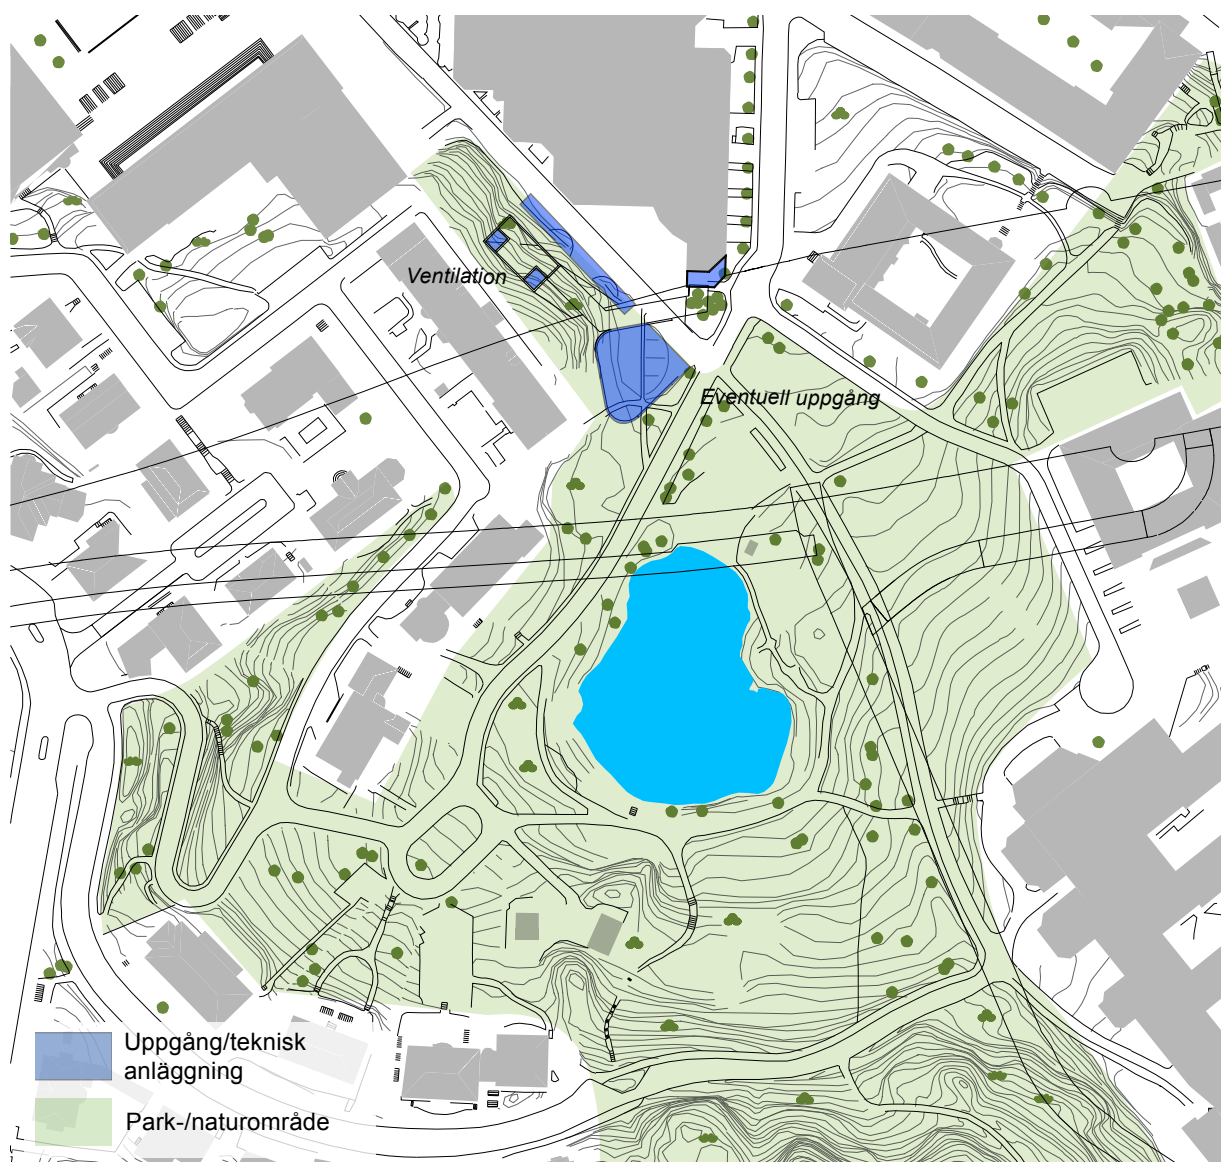 Ventilation
Eventuell uppgång
Uppgång/teknisk
anläggning
Park-/naturområde